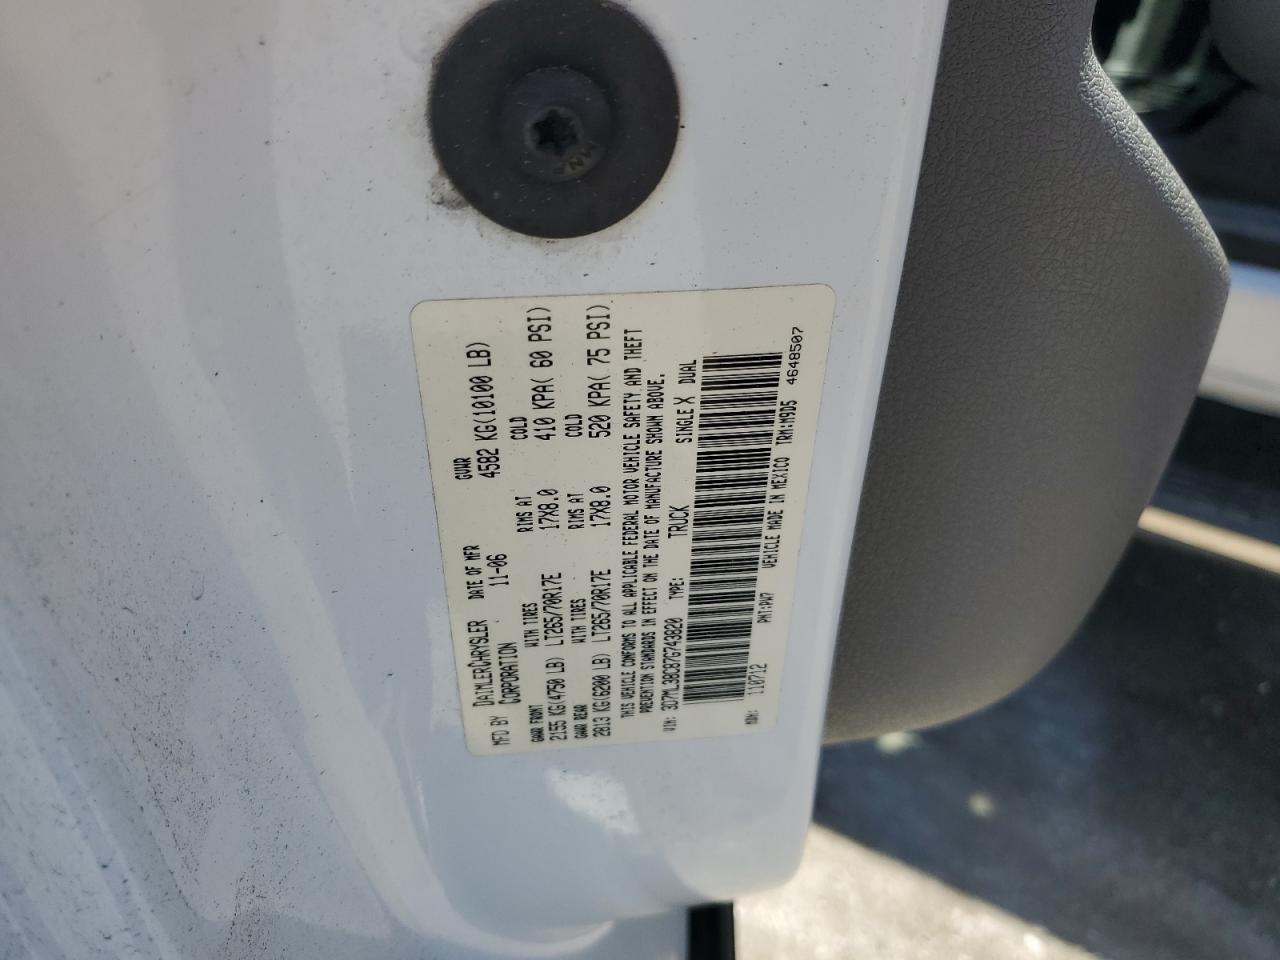 MFD BY DAIMLERCHRYSLER CORPORATION DATE OF MFR 11-06 GVWR 4582 KG(10100 LB)
GAWR FRONT WITH TIRES RIMS AT COLD
2155 KG(4750 LB) LT265/70R17E 17X8.0 410 KPA( 60 PSI)
GAWR REAR WITH TIRES RIMS AT COLD
2813 KG(6200 LB) LT265/70R17E 17X8.0 520 KPA( 75 PSI)
THIS VEHICLE CONFORMS TO ALL APPLICABLE FEDERAL MOTOR VEHICLE SAFETY AND THEFT
PREVENTION STANDARDS IN EFFECT ON THE DATE OF MANUFACTURE SHOWN ABOVE.
VIN: 3D7ML38C87G743820 TYPE: TRUCK SINGLE X DUAL
MDH: 110712 PNT:PW7 VEHICLE MADE IN MEXICO TRM:M9D5 4648507